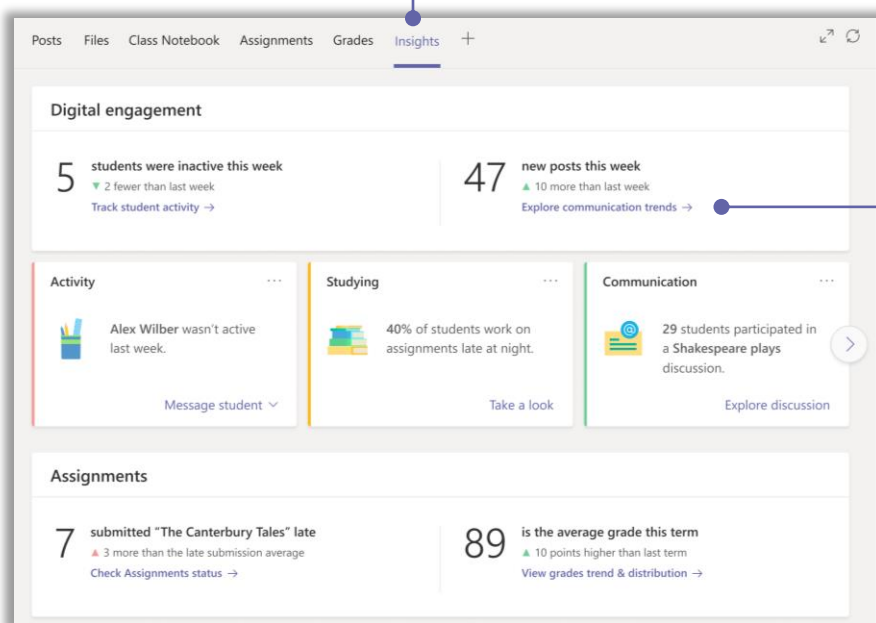 Posts Files Class Notebook Assignments Grades Insights
Digital engagement
5 students were inactive this week
▼ 2 fewer than last week
Track student activity →
47 new posts this week
▲ 10 more than last week
Explore communication trends →
Activity ...
Alex Wilber wasn't active
last week.
Message student
Studying ...
40% of students work on
assignments late at night.
Take a look
Communication ...
29 students participated in
a Shakespeare plays
discussion.
Explore discussion
Assignments
7 submitted "The Canterbury Tales" late
▲ 3 more than the late submission average
Check Assignments status →
89 is the average grade this term
▲ 10 points higher than last term
View grades trend & distribution →